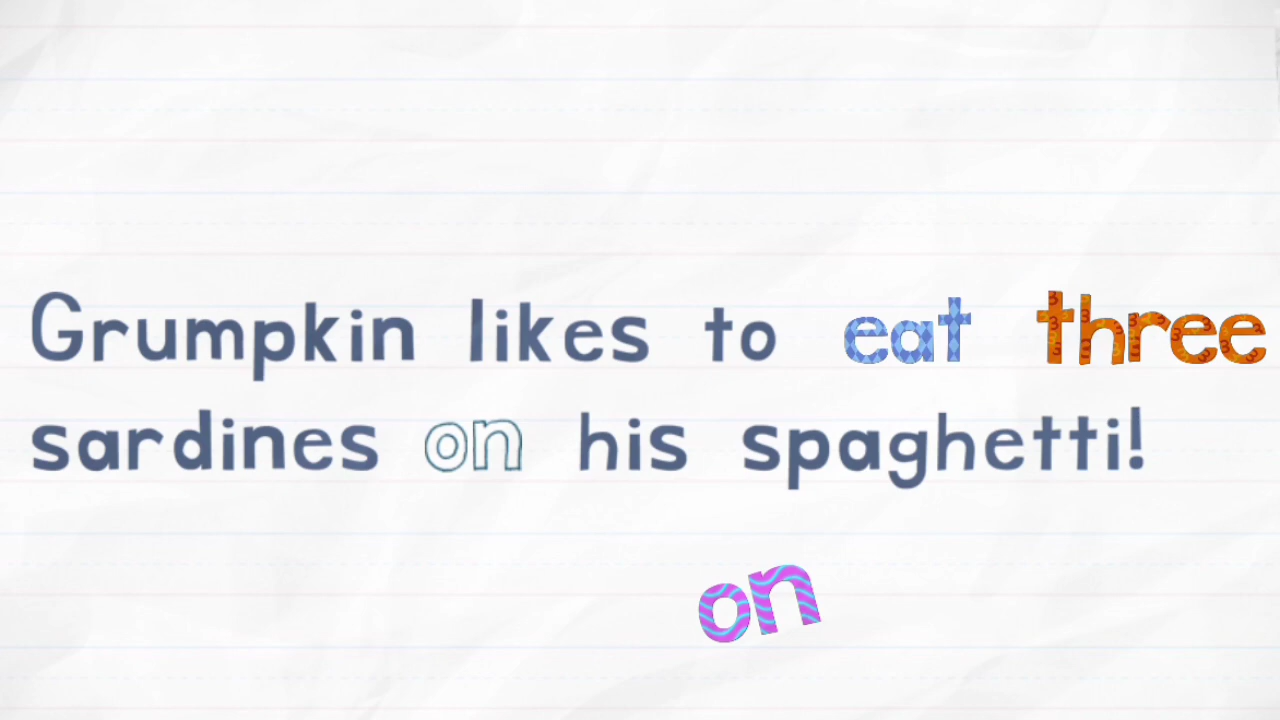 Grumpkin likes to eat three
sardines on his spaghetti!
on